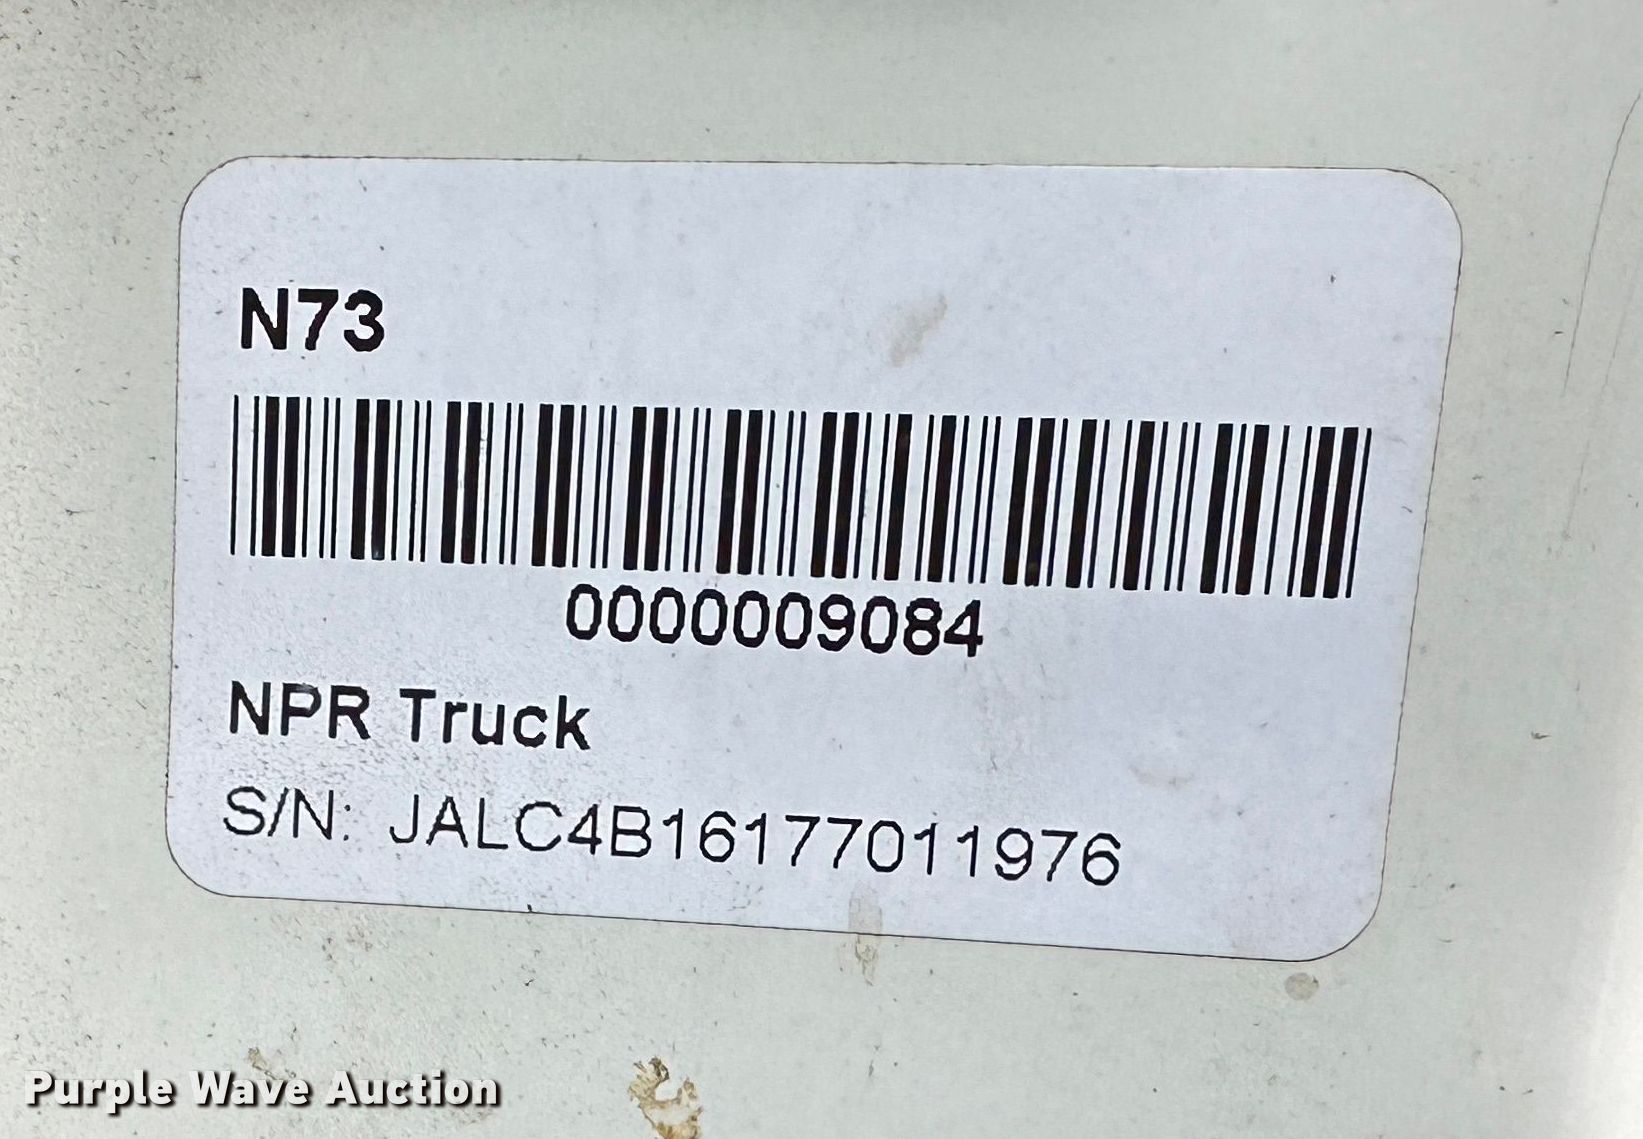 N73
0000009084
NPR Truck
S/N: JALC4B16177011976
Purple Wave Auction